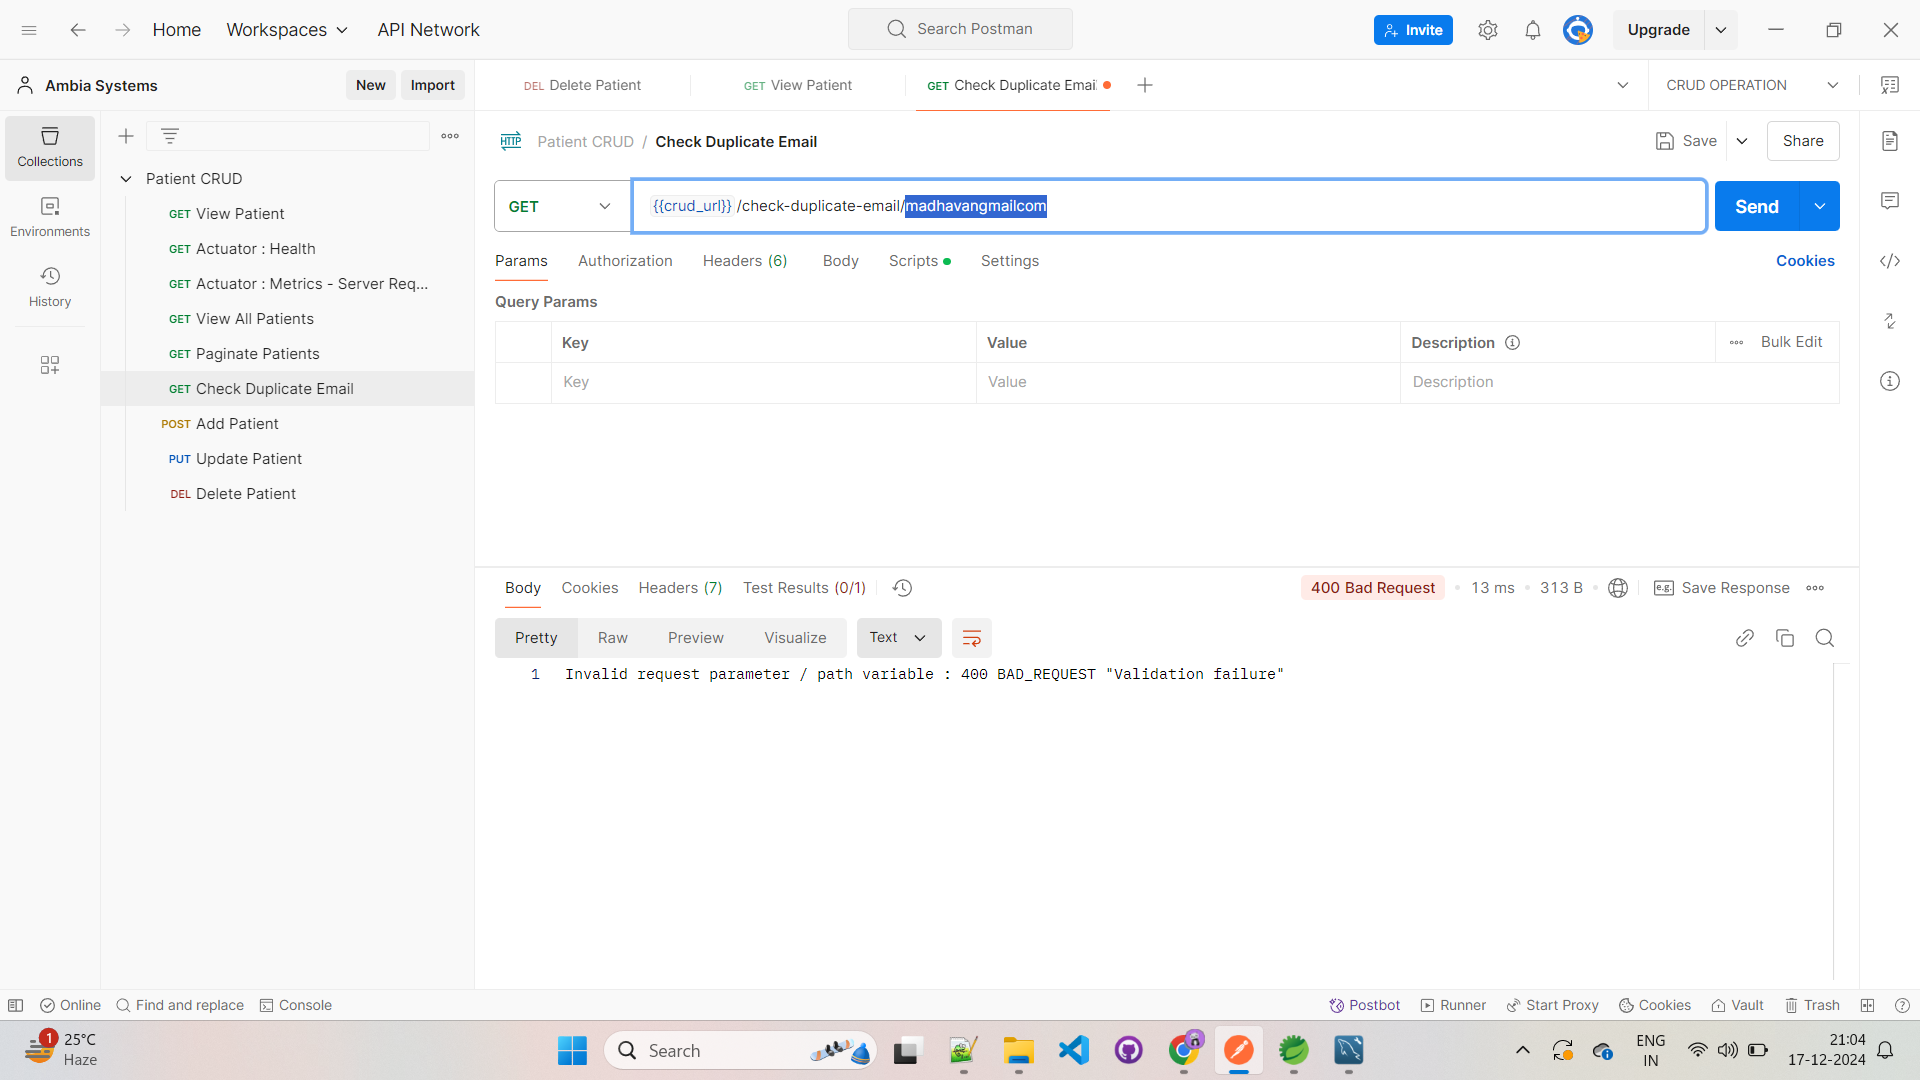 Home
Workspaces
API Network
Search Postman
Invite
Upgrade
Ambia Systems
New
Import
DEL Delete Patient
GET View Patient
GET Check Duplicate Emai
CRUD OPERATION
Collections
Environments
History
Patient CRUD
GET View Patient
GET Actuator : Health
GET Actuator : Metrics - Server Req...
GET View All Patients
GET Paginate Patients
GET Check Duplicate Email
POST Add Patient
PUT Update Patient
DEL Delete Patient
HTTP Patient CRUD / Check Duplicate Email
Save
Share
GET
{{crud_url}} /check-duplicate-email/madhavangmailcom
Send
Params
Authorization
Headers (6)
Body
Scripts
Settings
Cookies
Query Params
Key
Value
Description
Bulk Edit
Key
Value
Description
Body
Cookies
Headers (7)
Test Results (0/1)
400 Bad Request
13 ms
313 B
e.g. Save Response
Pretty
Raw
Preview
Visualize
Text
1 Invalid request parameter / path variable : 400 BAD_REQUEST "Validation failure"
Online
Find and replace
Console
Postbot
Runner
Start Proxy
Cookies
Vault
Trash
1
25°C
Haze
Search
ENG
IN
21:04
17-12-2024